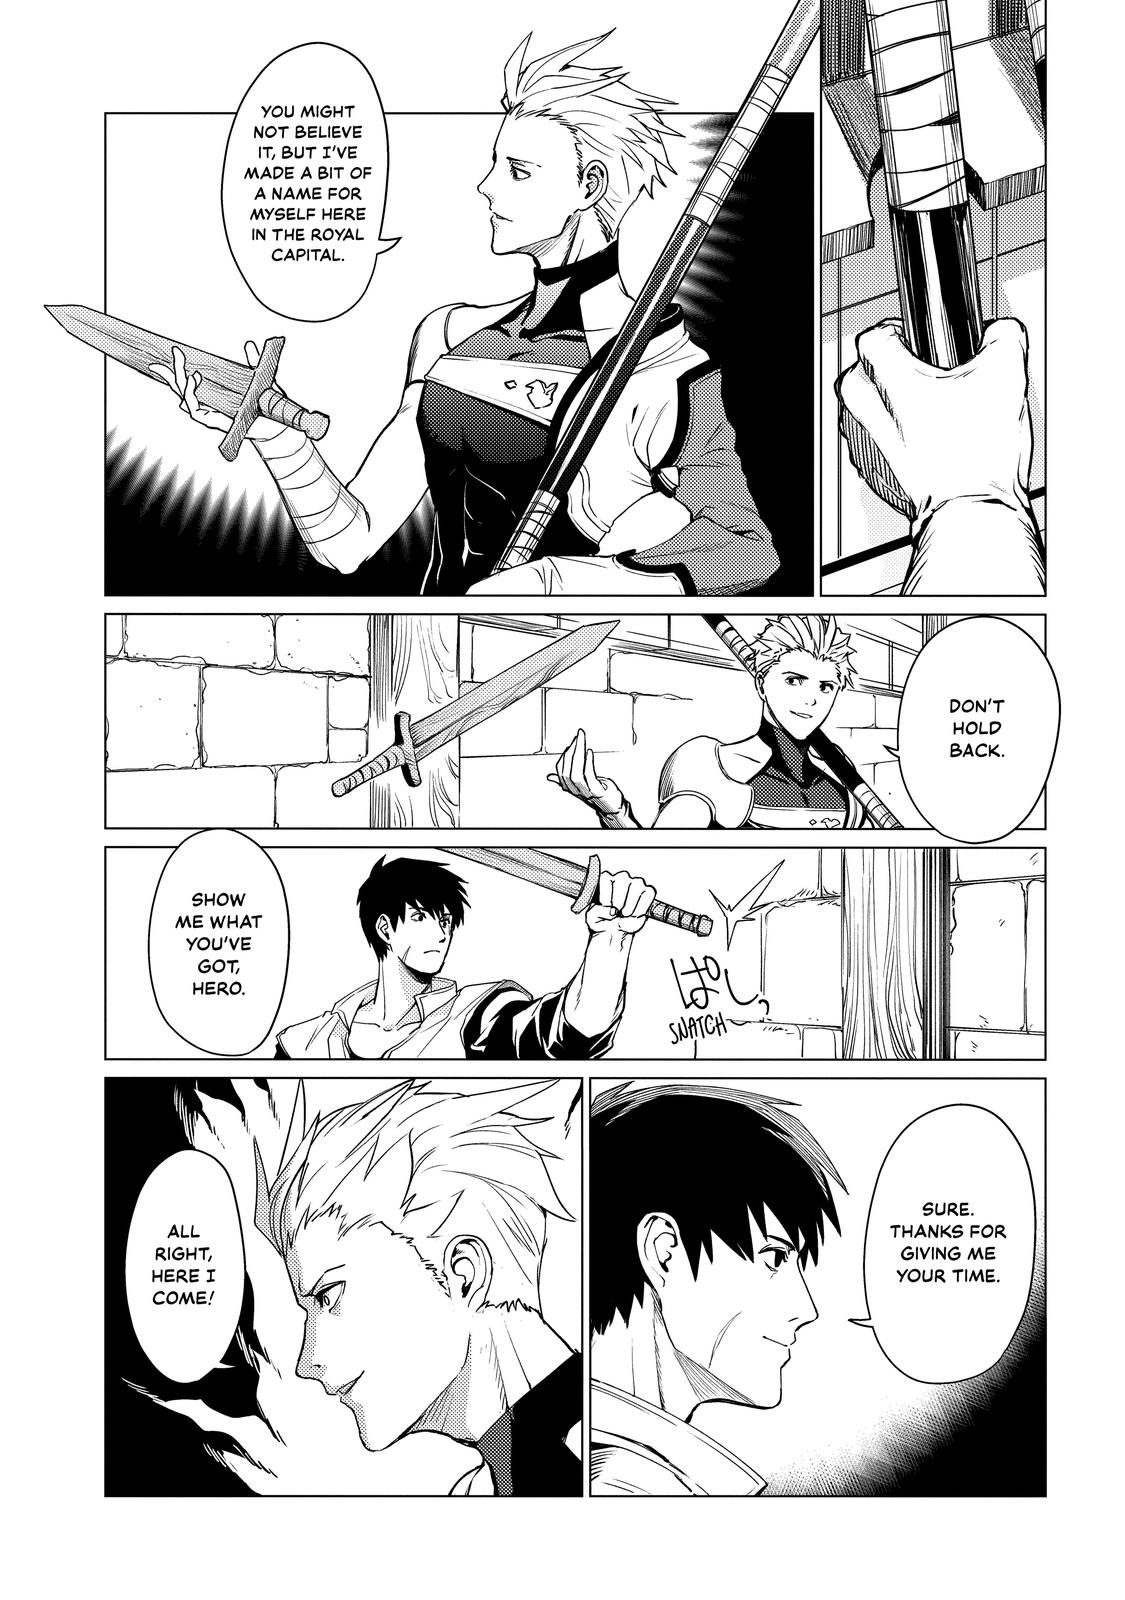 YOU MIGHT
NOT BELIEVE
IT, BUT I'VE
MADE A BIT OF
A NAME FOR
MYSELF HERE
IN THE ROYAL
CAPITAL.
DON'T
HOLD
BACK.
SHOW
ME WHAT
YOU'VE
GOT,
HERO.
ぱし
SNATCH
SURE.
THANKS FOR
GIVING ME
YOUR TIME.
ALL
RIGHT,
HERE I
COME!